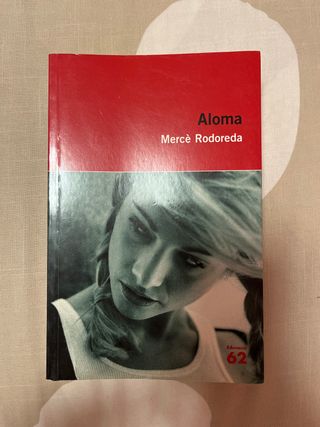 Aloma
Mercè Rodoreda
Edicions
62